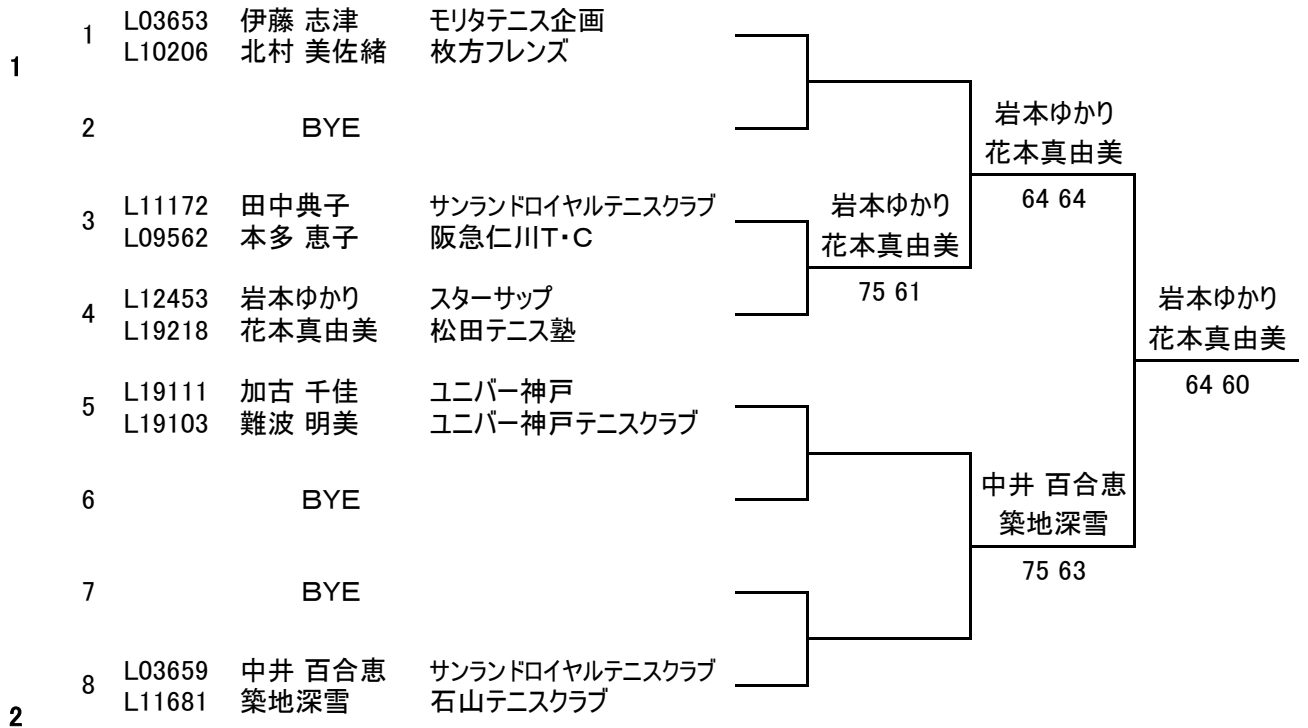 1 L03653 伊藤 志津 モリタテニス企画
L10206 北村 美佐緒 枚方フレンズ
1
2 BYE
岩本ゆかり
花本真由美
64 64
3 L11172 田中典子 サンランドロイヤルテニスクラブ
L09562 本多 恵子 阪急仁川T・C
岩本ゆかり
花本真由美
75 61
4 L12453 岩本ゆかり スターサップ
L19218 花本真由美 松田テニス塾
岩本ゆかり
花本真由美
64 60
5 L19111 加古 千佳 ユニバー神戸
L19103 難波 明美 ユニバー神戸テニスクラブ
6 BYE
中井 百合恵
築地深雪
75 63
7 BYE
8 L03659 中井 百合恵 サンランドロイヤルテニスクラブ
L11681 築地深雪 石山テニスクラブ
2